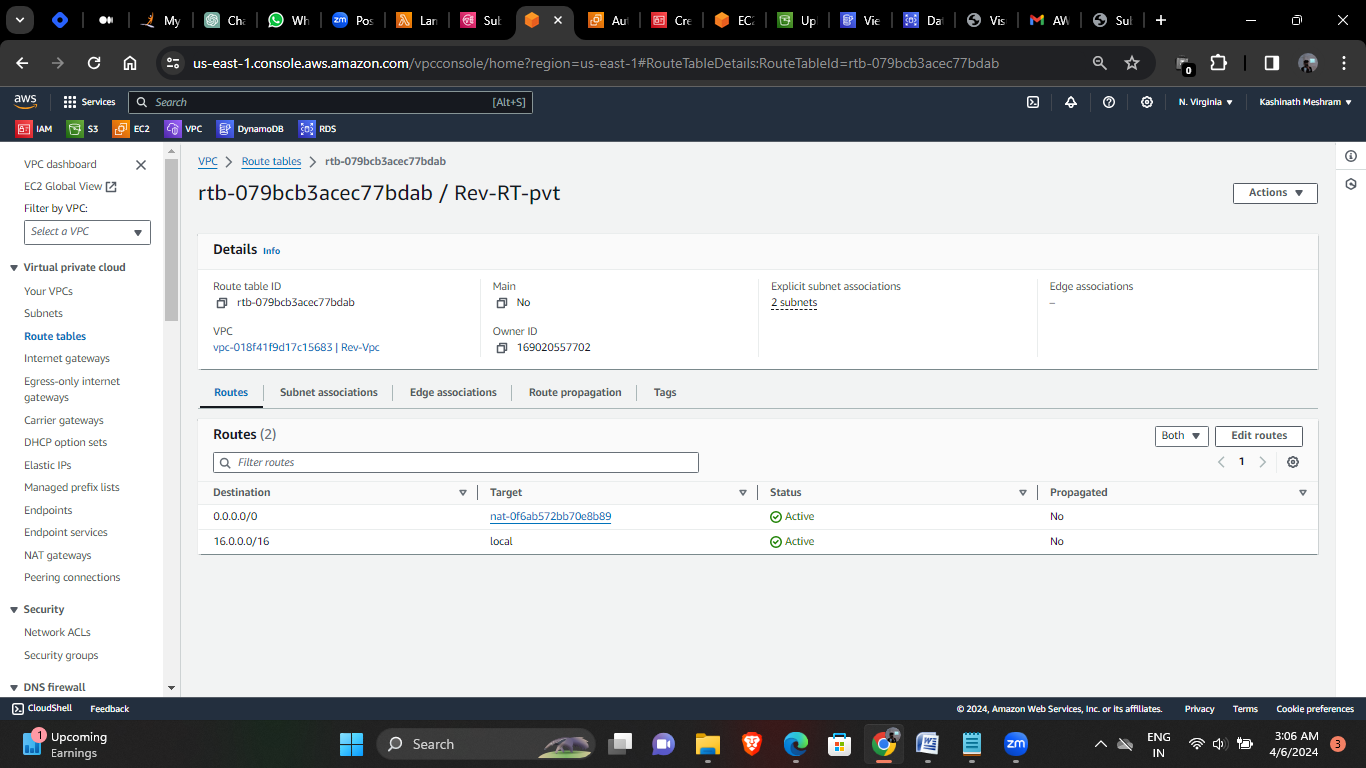 My
Cha
Wh
Pos
Lan
Sub
Aut
Cre
EC2
Up
Vie
Dat
Vis
AW
Sul
us-east-1.console.aws.amazon.com/vpcconsole/home?region=us-east-1#RouteTableDetails:RouteTableId=rtb-079bcb3acec77bdab
0
aws
Services
Search
[Alt+S]
N. Virginia
Kashinath Meshram
IAM
S3
EC2
VPC
DynamoDB
RDS
VPC dashboard
EC2 Global View
Filter by VPC:
Select a VPC
Virtual private cloud
Your VPCs
Subnets
Route tables
Internet gateways
Egress-only internet
gateways
Carrier gateways
DHCP option sets
Elastic IPs
Managed prefix lists
Endpoints
Endpoint services
NAT gateways
Peering connections
Security
Network ACLs
Security groups
DNS firewall
VPC > Route tables > rtb-079bcb3acec77bdab
rtb-079bcb3acec77bdab / Rev-RT-pvt
Actions
Details Info
Route table ID
rtb-079bcb3acec77bdab
Main
No
Explicit subnet associations
2 subnets
Edge associations
–
VPC
vpc-018f41f9d17c15683 | Rev-Vpc
Owner ID
169020557702
Routes
Subnet associations
Edge associations
Route propagation
Tags
Routes (2)
Both
Edit routes
Filter routes
1
Destination Target Status Propagated
0.0.0.0/0 nat-0f6ab572bb70e8b89 Active No
16.0.0.0/16 local Active No
CloudShell
Feedback
© 2024, Amazon Web Services, Inc. or its affiliates.
Privacy
Terms
Cookie preferences
1
Upcoming
Earnings
Search
zm
ENG
IN
3:06 AM
4/6/2024
3